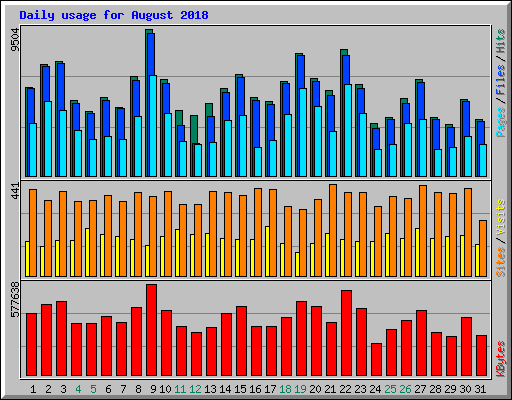 Daily usage for August 2018
9504
Pages / Files / Hits
441
Sites / Visits
577638
KBytes
1 2 3 4 5 6 7 8 9 10 11 12 13 14 15 16 17 18 19 20 21 22 23 24 25 26 27 28 29 30 31